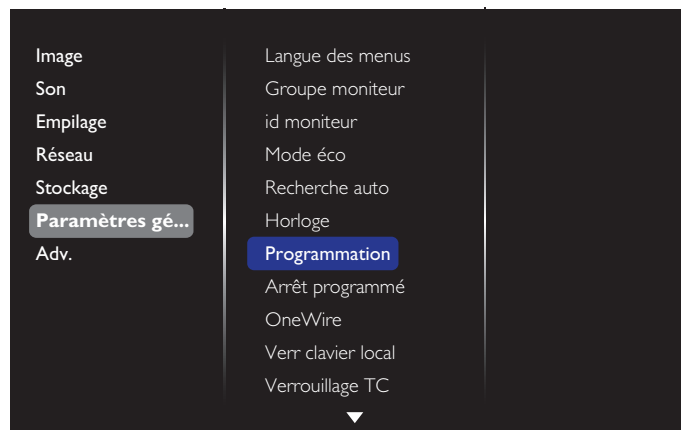 Image
Son
Empilage
Réseau
Stockage
Paramètres gé...
Adv.
Langue des menus
Groupe moniteur
id moniteur
Mode éco
Recherche auto
Horloge
Programmation
Arrêt programmé
OneWire
Verr clavier local
Verrouillage TC